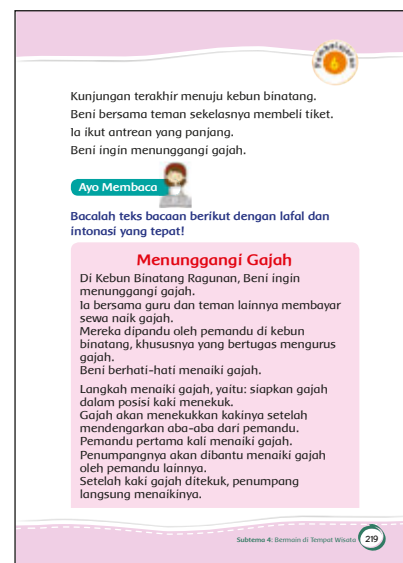 Pembelajaran
6
Kunjungan terakhir menuju kebun binatang.
Beni bersama teman sekelasnya membeli tiket.
Ia ikut antrean yang panjang.
Beni ingin menunggangi gajah.
Ayo Membaca
Bacalah teks bacaan berikut dengan lafal dan
intonasi yang tepat!
Menunggangi Gajah
Di Kebun Binatang Ragunan, Beni ingin
menunggangi gajah.
Ia bersama guru dan teman lainnya membayar
sewa naik gajah.
Mereka dipandu oleh pemandu di kebun
binatang, khususnya yang bertugas mengurus
gajah.
Beni berhati-hati menaiki gajah.
Langkah menaiki gajah, yaitu: siapkan gajah
dalam posisi kaki menekuk.
Gajah akan menekukkan kakinya setelah
mendengarkan aba-aba dari pemandu.
Pemandu pertama kali menaiki gajah.
Penumpangnya akan dibantu menaiki gajah
oleh pemandu lainnya.
Setelah kaki gajah ditekuk, penumpang
langsung menaikinya.
Subtema 4: Bermain di Tempat Wisata 219